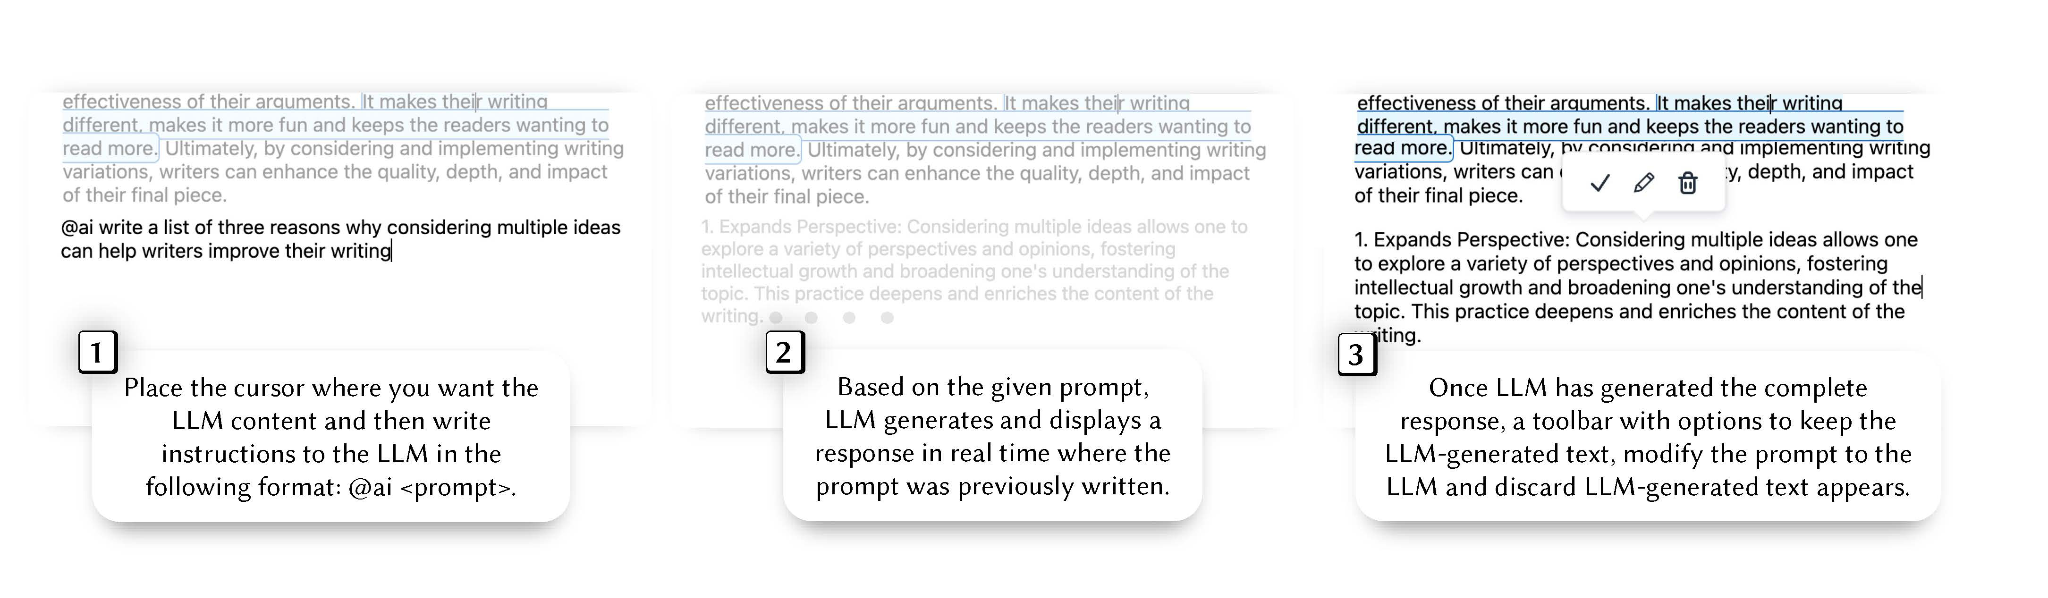 effectiveness of their arguments. It makes their writing
different, makes it more fun and keeps the readers wanting to
read more. Ultimately, by considering and implementing writing
variations, writers can enhance the quality, depth, and impact
of their final piece.
@ai write a list of three reasons why considering multiple ideas
can help writers improve their writing
1
Place the cursor where you want the
LLM content and then write
instructions to the LLM in the
following format: @ai <prompt>.
effectiveness of their arguments. It makes their writing
different, makes it more fun and keeps the readers wanting to
read more. Ultimately, by considering and implementing writing
variations, writers can enhance the quality, depth, and impact
of their final piece.
1. Expands Perspective: Considering multiple ideas allows one to
explore a variety of perspectives and opinions, fostering
intellectual growth and broadening one's understanding of the
topic. This practice deepens and enriches the content of the
writing.
2
Based on the given prompt,
LLM generates and displays a
response in real time where the
prompt was previously written.
effectiveness of their arguments. It makes their writing
different, makes it more fun and keeps the readers wanting to
read more. Ultimately, by considering and implementing writing
variations, writers can ty, depth, and impact
of their final piece.
1. Expands Perspective: Considering multiple ideas allows one
to explore a variety of perspectives and opinions, fostering
intellectual growth and broadening one's understanding of the
topic. This practice deepens and enriches the content of the
writing.
3
Once LLM has generated the complete
response, a toolbar with options to keep the
LLM-generated text, modify the prompt to the
LLM and discard LLM-generated text appears.